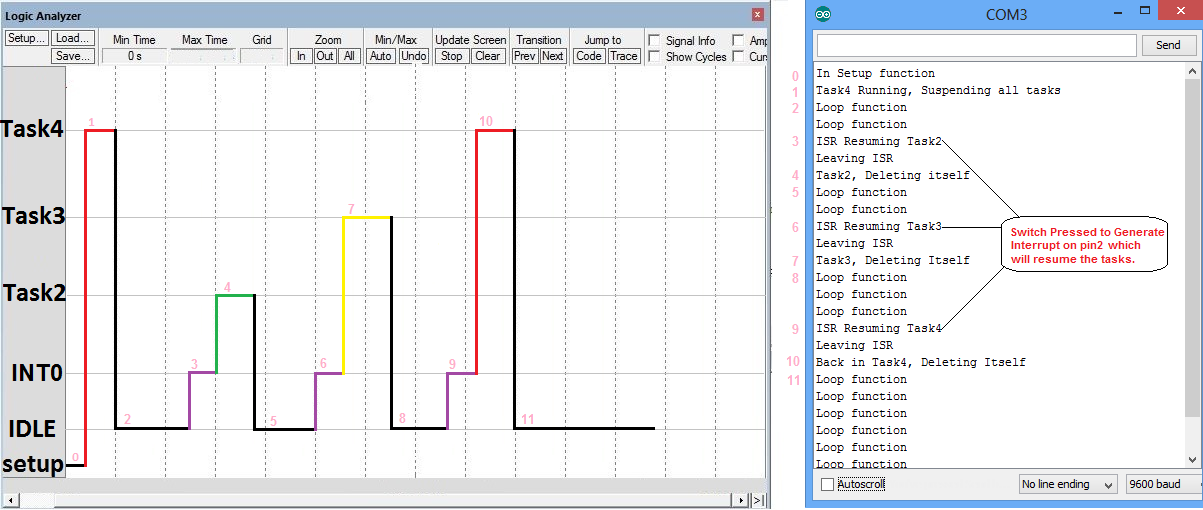 Logic Analyzer
Setup... Load... Save...
Min Time
0 s
Max Time
Grid
Zoom
In Out All
Min/Max
Auto Undo
Update Screen
Stop Clear
Transition
Prev Next
Jump to
Code Trace
Signal Info
Show Cycles
Task4
Task3
Task2
INT0
IDLE
setup
0
1
2
3
4
5
6
7
8
9
10
11
COM3
Send
0 In Setup function
1 Task4 Running, Suspending all tasks
2 Loop function
Loop function
3 ISR Resuming Task2
Leaving ISR
4 Task2, Deleting itself
5 Loop function
Loop function
6 ISR Resuming Task3
Leaving ISR
7 Task3, Deleting Itself
8 Loop function
Loop function
Loop function
9 ISR Resuming Task4
Leaving ISR
10 Back in Task4, Deleting Itself
11 Loop function
Loop function
Loop function
Loop function
Loop function
Loop function
Switch Pressed to Generate
Interrupt on pin2 which
will resume the tasks.
Autoscroll
No line ending
9600 baud